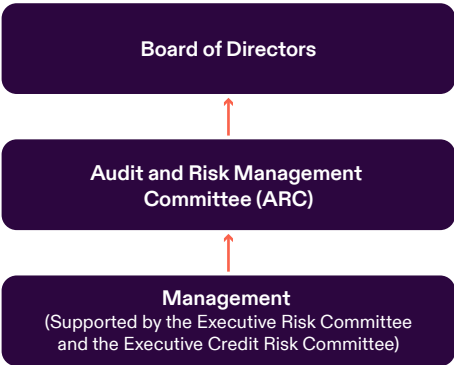 Board of Directors
Audit and Risk Management
Committee (ARC)
Management
(Supported by the Executive Risk Committee
and the Executive Credit Risk Committee)